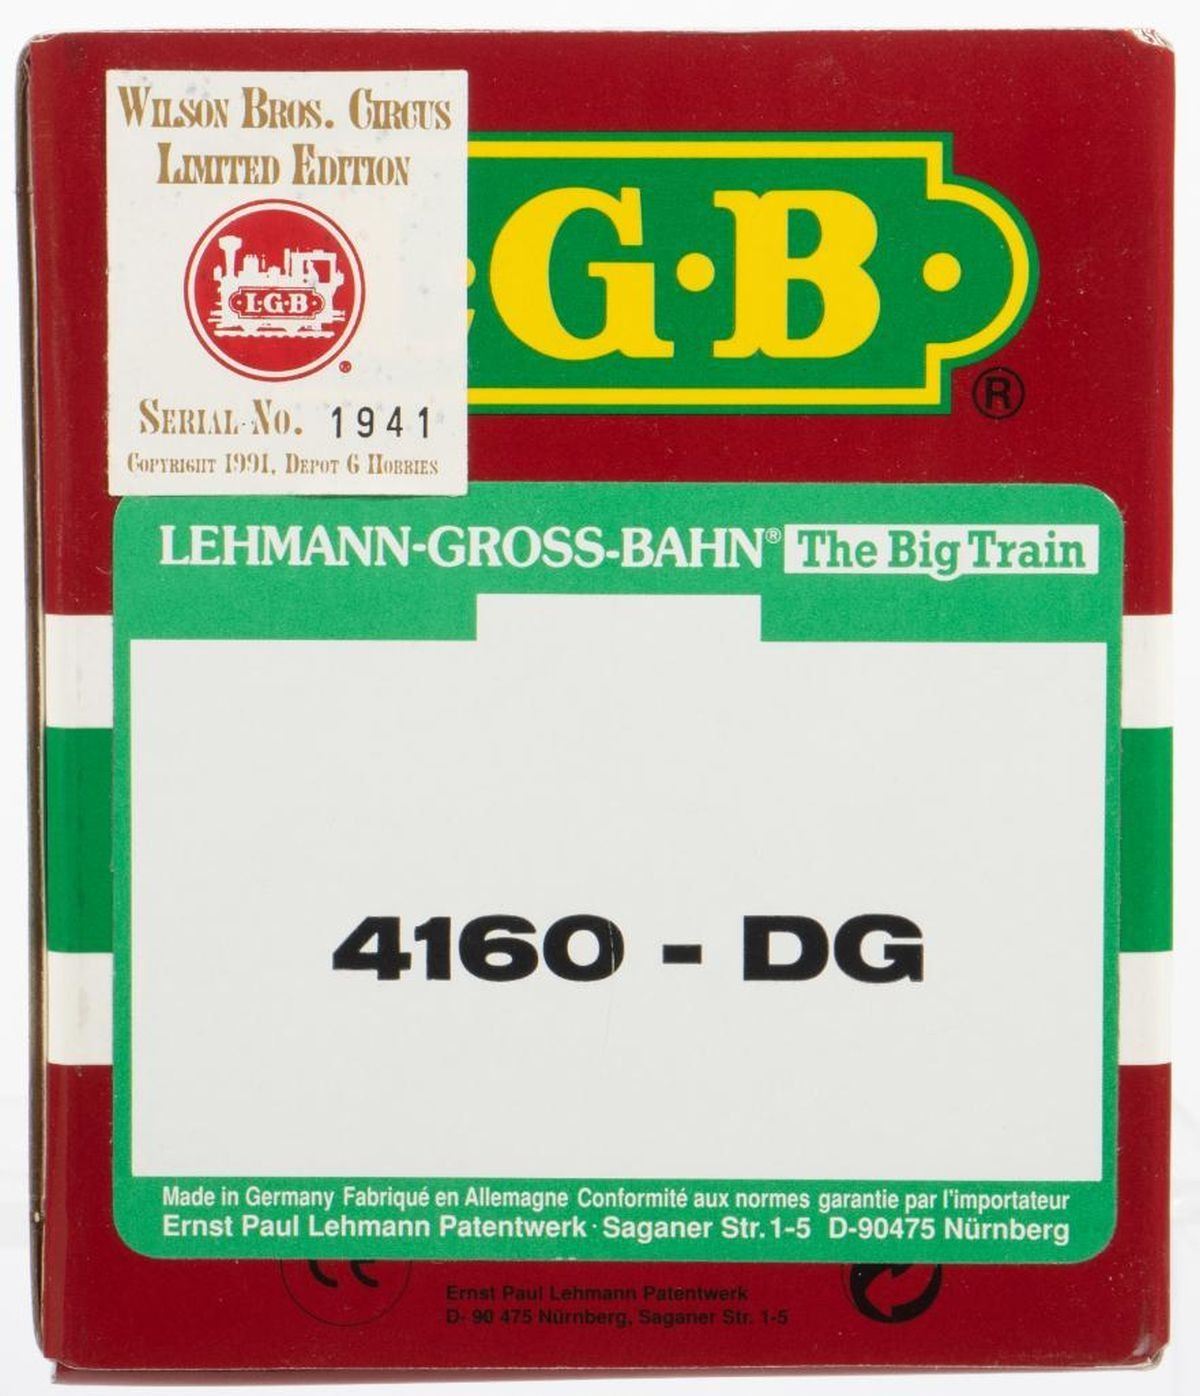 WILSON BROS. CIRCUS
LIMITED EDITION
L·G·B
®
SERIAL NO. 1941
COPYRIGHT 1991, DEPOT G HOBBIES
·G·B·
®
LEHMANN-GROSS-BAHN® The Big Train
4160 - DG
Made in Germany Fabriqué en Allemagne Conformité aux normes garantie par l'importateur
Ernst Paul Lehmann Patentwerk · Saganer Str. 1-5 D-90475 Nürnberg
CE
Ernst Paul Lehmann Patentwerk
D- 90 475 Nürnberg, Saganer Str. 1-5